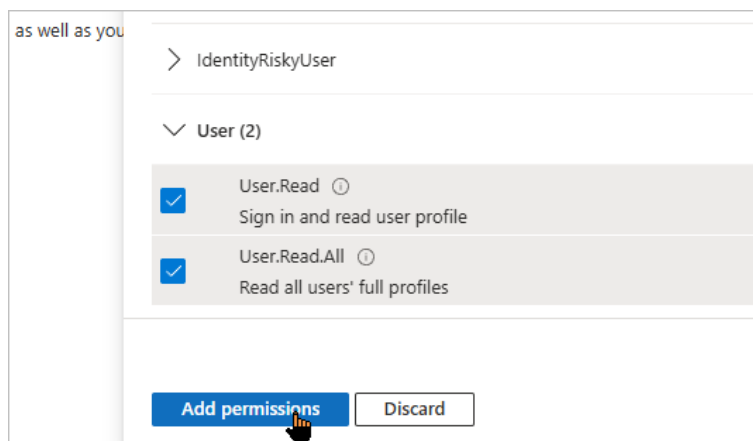 as well as you
IdentityRiskyUser
User (2)
User.Read
Sign in and read user profile
User.Read.All
Read all users' full profiles
Add permissions
Discard